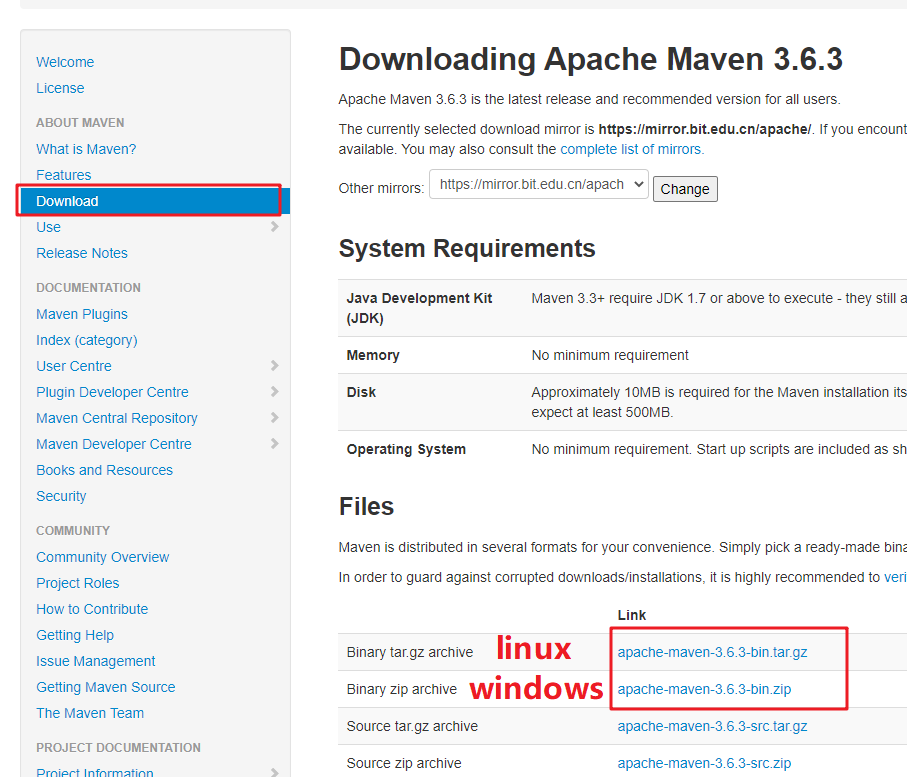 Welcome
License
ABOUT MAVEN
What is Maven?
Features
Download
Use
Release Notes
DOCUMENTATION
Maven Plugins
Index (category)
User Centre
Plugin Developer Centre
Maven Central Repository
Maven Developer Centre
Books and Resources
Security
COMMUNITY
Community Overview
Project Roles
How to Contribute
Getting Help
Issue Management
Getting Maven Source
The Maven Team
PROJECT DOCUMENTATION
Project Information
Downloading Apache Maven 3.6.3
Apache Maven 3.6.3 is the latest release and recommended version for all users.
The currently selected download mirror is https://mirror.bit.edu.cn/apache/. If you encount
available. You may also consult the complete list of mirrors.
Other mirrors: https://mirror.bit.edu.cn/apach Change
System Requirements
Java Development Kit (JDK) Maven 3.3+ require JDK 1.7 or above to execute - they still a
Memory No minimum requirement
Disk Approximately 10MB is required for the Maven installation its
expect at least 500MB.
Operating System No minimum requirement. Start up scripts are included as sh
Files
Maven is distributed in several formats for your convenience. Simply pick a ready-made bina
In order to guard against corrupted downloads/installations, it is highly recommended to veri
Link
Binary tar.gz archive linux apache-maven-3.6.3-bin.tar.gz
Binary zip archive windows apache-maven-3.6.3-bin.zip
Source tar.gz archive apache-maven-3.6.3-src.tar.gz
Source zip archive apache-maven-3.6.3-src.zip